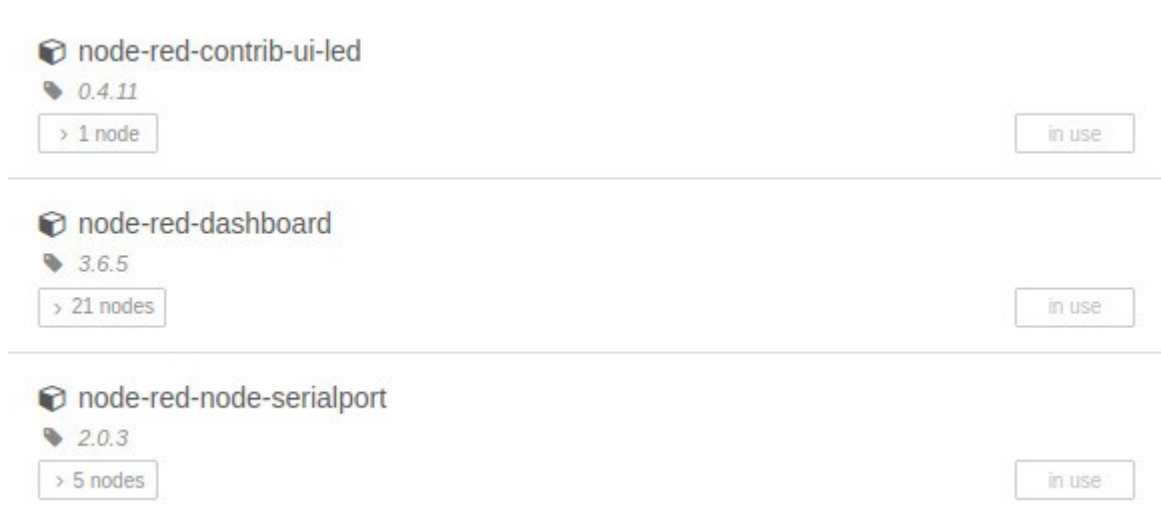 node-red-contrib-ui-led
0.4.11
› 1 node
in use
node-red-dashboard
3.6.5
› 21 nodes
in use
node-red-node-serialport
2.0.3
› 5 nodes
in use